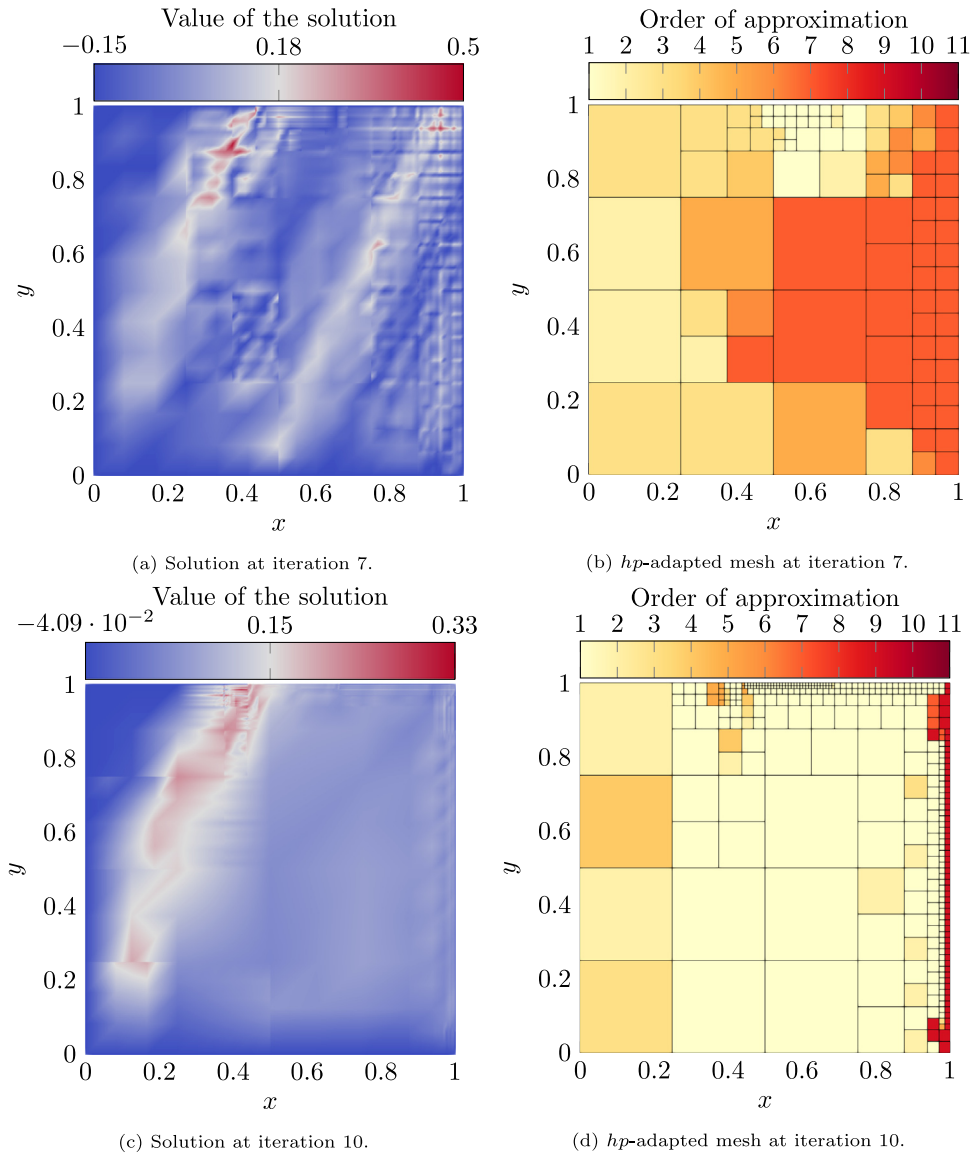 Value of the solution
−0.15 0.18 0.5
1
0.8
0.6
0.4
0.2
0
y
0 0.2 0.4 0.6 0.8 1
x
(a) Solution at iteration 7.
Order of approximation
1 2 3 4 5 6 7 8 9 10 11
1
0.8
0.6
0.4
0.2
0
y
0 0.2 0.4 0.6 0.8 1
x
(b) hp-adapted mesh at iteration 7.
Value of the solution
−4.09 · 10⁻² 0.15 0.33
1
0.8
0.6
0.4
0.2
0
y
0 0.2 0.4 0.6 0.8 1
x
(c) Solution at iteration 10.
Order of approximation
1 2 3 4 5 6 7 8 9 10 11
1
0.8
0.6
0.4
0.2
0
y
0 0.2 0.4 0.6 0.8 1
x
(d) hp-adapted mesh at iteration 10.